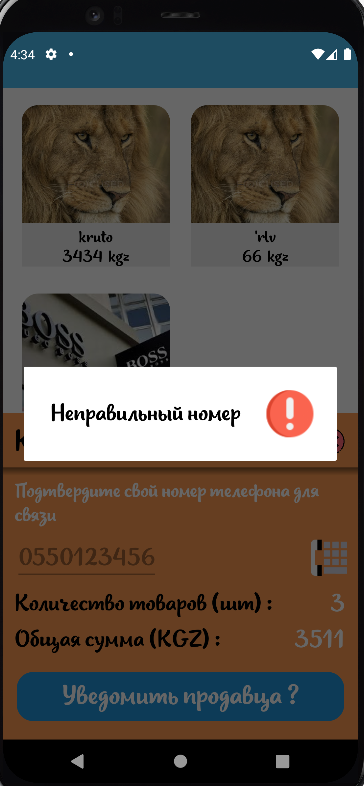 4:34
kruto
3434 kgz
'rlv
66 kgz
BOSS
BOSS
Неправильный номер
Подтвердите свой номер телефона для
связи
0550123456
Количество товаров (шт) :
3
Общая сумма (KGZ) :
3511
Уведомить продавца ?